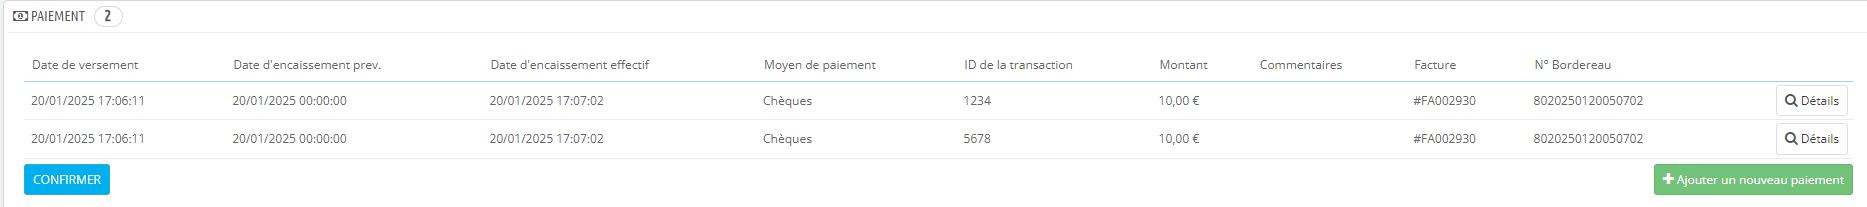 PAIEMENT 2
Date de versement Date d'encaissement prev. Date d'encaissement effectif Moyen de paiement ID de la transaction Montant Commentaires Facture N° Bordereau
20/01/2025 17:06:11 20/01/2025 00:00:00 20/01/2025 17:07:02 Chèques 1234 10,00 € #FA002930 8020250120050702 Détails
20/01/2025 17:06:11 20/01/2025 00:00:00 20/01/2025 17:07:02 Chèques 5678 10,00 € #FA002930 8020250120050702 Détails
CONFIRMER Ajouter un nouveau paiement